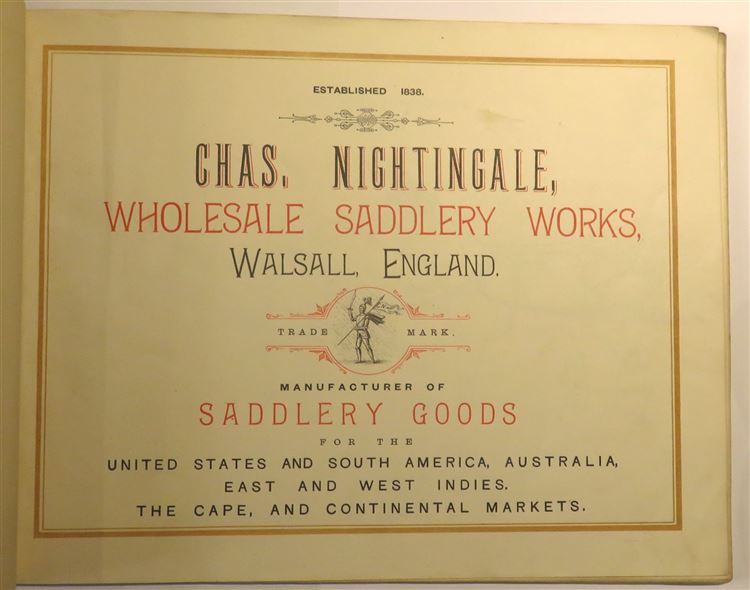 ESTABLISHED 1838.
CHAS. NIGHTINGALE,
WHOLESALE SADDLERY WORKS,
WALSALL, ENGLAND.
TRADE MARK.
MANUFACTURER OF
SADDLERY GOODS
FOR THE
UNITED STATES AND SOUTH AMERICA, AUSTRALIA,
EAST AND WEST INDIES.
THE CAPE, AND CONTINENTAL MARKETS.